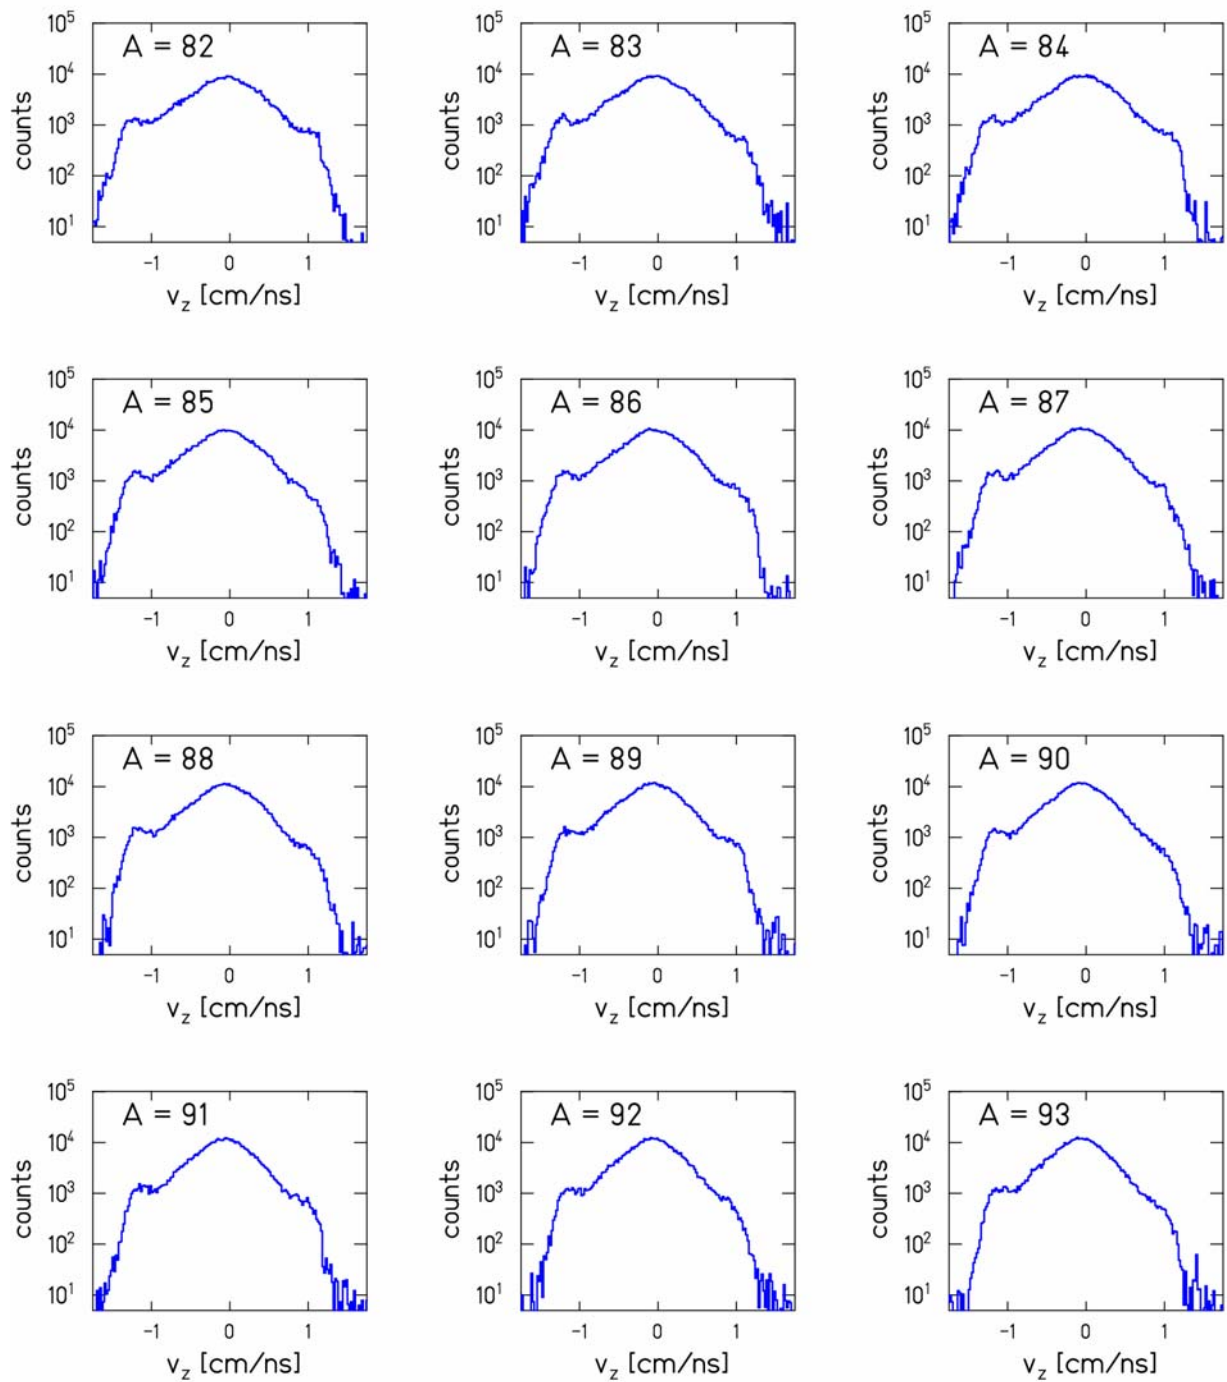 A = 82
A = 83
A = 84
10⁵
10⁴
10³
10²
10¹
counts
-1 0 1
v_z [cm/ns]
10⁵
10⁴
10³
10²
10¹
counts
-1 0 1
v_z [cm/ns]
10⁵
10⁴
10³
10²
10¹
counts
-1 0 1
v_z [cm/ns]
A = 85
A = 86
A = 87
10⁵
10⁴
10³
10²
10¹
counts
-1 0 1
v_z [cm/ns]
10⁵
10⁴
10³
10²
10¹
counts
-1 0 1
v_z [cm/ns]
10⁵
10⁴
10³
10²
10¹
counts
-1 0 1
v_z [cm/ns]
A = 88
A = 89
A = 90
10⁵
10⁴
10³
10²
10¹
counts
-1 0 1
v_z [cm/ns]
10⁵
10⁴
10³
10²
10¹
counts
-1 0 1
v_z [cm/ns]
10⁵
10⁴
10³
10²
10¹
counts
-1 0 1
v_z [cm/ns]
A = 91
A = 92
A = 93
10⁵
10⁴
10³
10²
10¹
counts
-1 0 1
v_z [cm/ns]
10⁵
10⁴
10³
10²
10¹
counts
-1 0 1
v_z [cm/ns]
10⁵
10⁴
10³
10²
10¹
counts
-1 0 1
v_z [cm/ns]